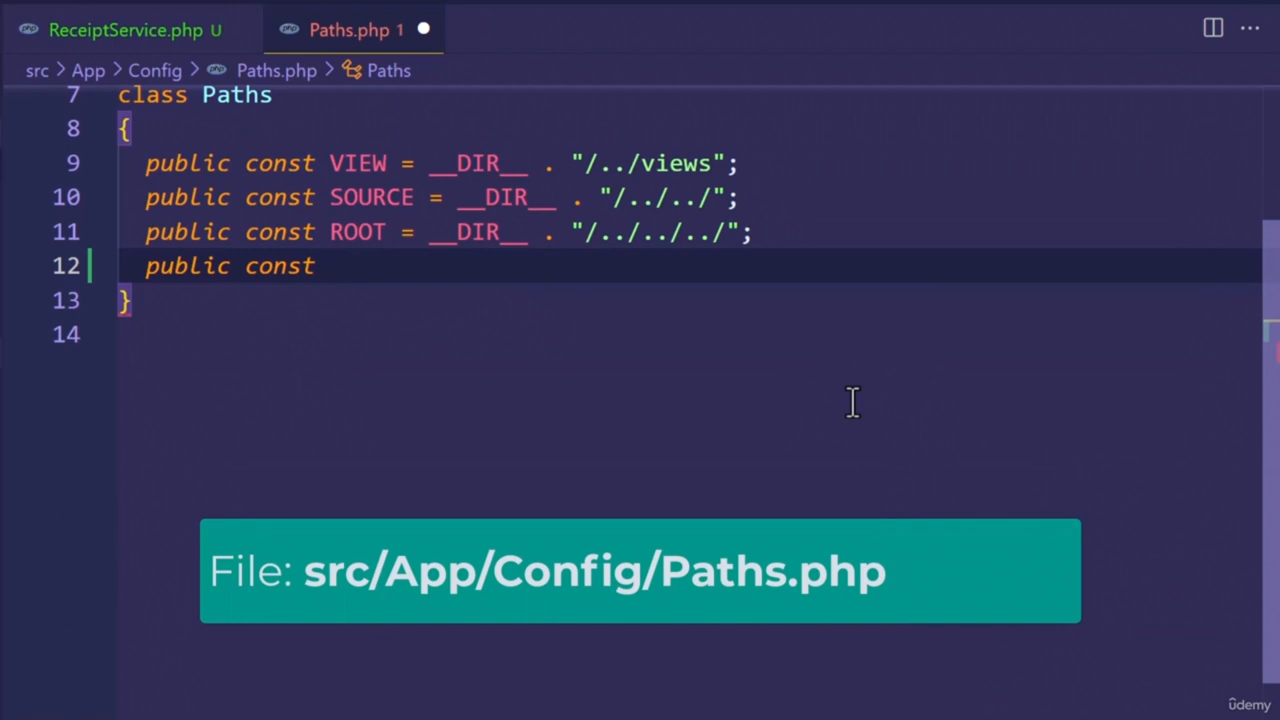 ReceiptService.php U
Paths.php 1
src > App > Config > Paths.php > Paths
7 class Paths
8 {
9 public const VIEW = __DIR__ . "/../views";
10 public const SOURCE = __DIR__ . "/../../";
11 public const ROOT = __DIR__ . "/../../../";
12 public const
13 }
14
File: src/App/Config/Paths.php
ûdemy